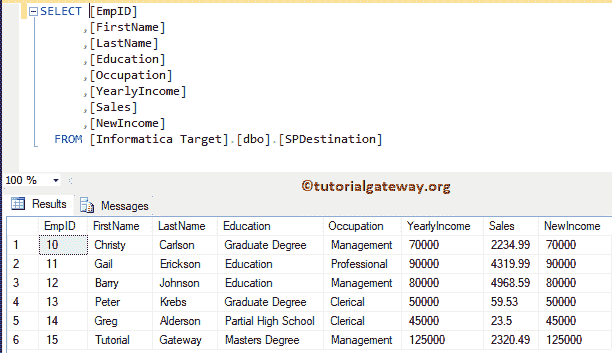 SELECT [EmpID]
,[FirstName]
,[LastName]
,[Education]
,[Occupation]
,[YearlyIncome]
,[Sales]
,[NewIncome]
FROM [Informatica Target].[dbo].[SPDestination]
100 %
©tutorialgateway.org
Results Messages
EmpID FirstName LastName Education Occupation YearlyIncome Sales NewIncome
1 10 Christy Carlson Graduate Degree Management 70000 2234.99 70000
2 11 Gail Erickson Education Professional 90000 4319.99 90000
3 12 Barry Johnson Education Management 80000 4968.59 80000
4 13 Peter Krebs Graduate Degree Clerical 50000 59.53 50000
5 14 Greg Alderson Partial High School Clerical 45000 23.5 45000
6 15 Tutorial Gateway Masters Degree Management 125000 2320.49 125000